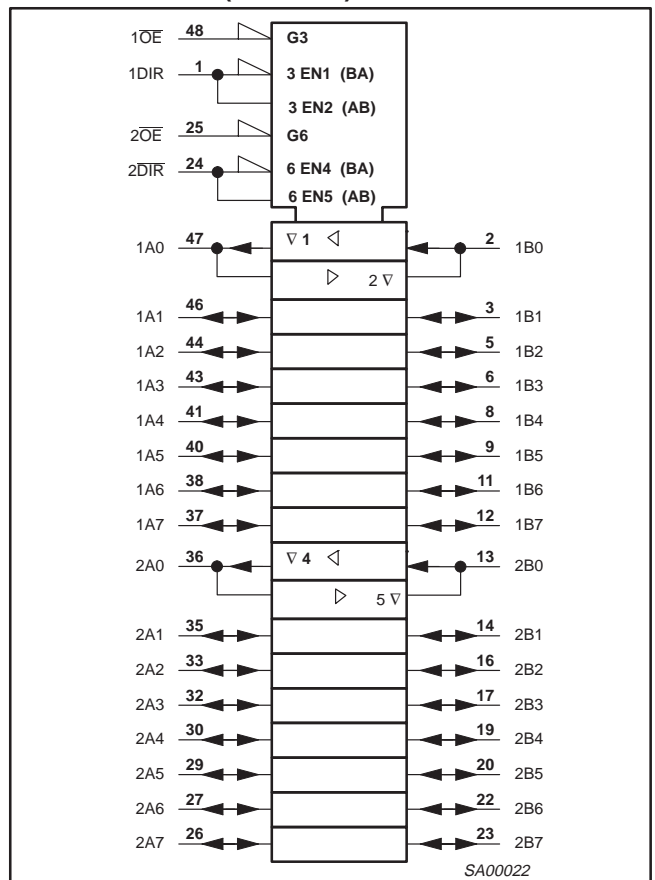 1O̅E̅ 48 G3
1DIR 1 3 EN1 (BA)
3 EN2 (AB)
2O̅E̅ 25 G6
2D̅I̅R̅ 24 6 EN4 (BA)
6 EN5 (AB)
1A0 47 ∇ 1 ◁ 2 1B0
▷ 2 ∇
1A1 46 3 1B1
1A2 44 5 1B2
1A3 43 6 1B3
1A4 41 8 1B4
1A5 40 9 1B5
1A6 38 11 1B6
1A7 37 12 1B7
2A0 36 ∇ 4 ◁ 13 2B0
▷ 5 ∇
2A1 35 14 2B1
2A2 33 16 2B2
2A3 32 17 2B3
2A4 30 19 2B4
2A5 29 20 2B5
2A6 27 22 2B6
2A7 26 23 2B7
SA00022